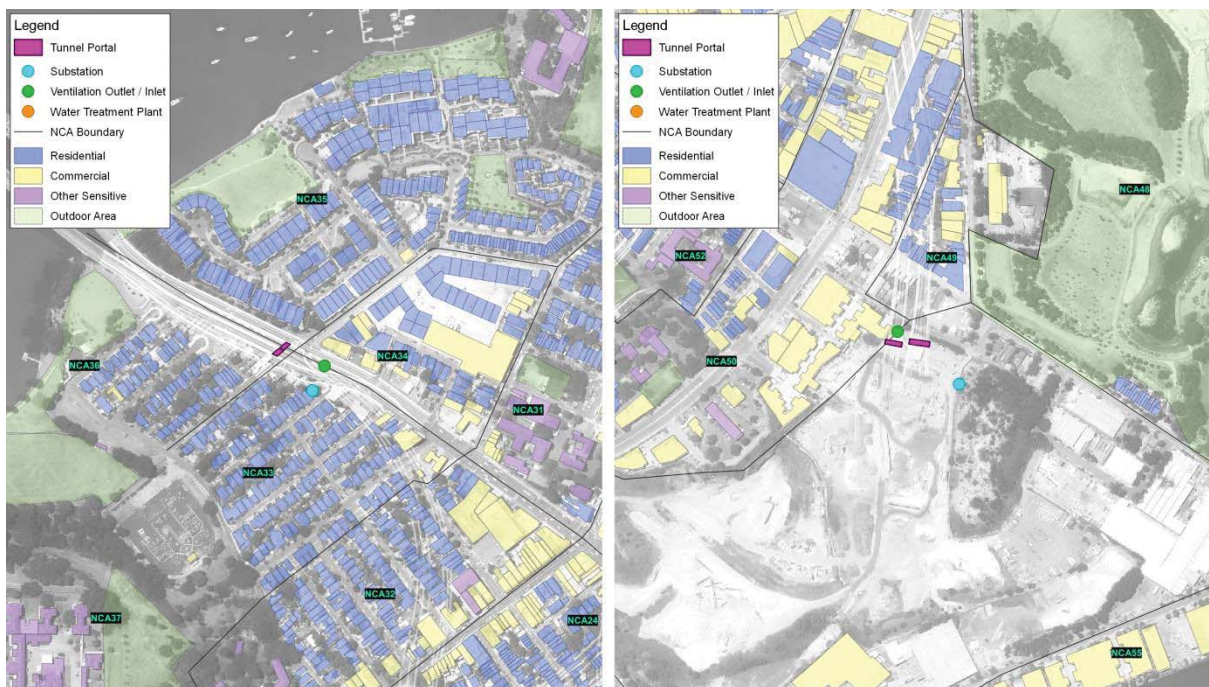 Legend
Tunnel Portal
Substation
Ventilation Outlet / Inlet
Water Treatment Plant
NCA Boundary
Residential
Commercial
Other Sensitive
Outdoor Area
NCA35
NCA36
NCA34
NCA31
NCA33
NCA32
NCA37
NCA24
Legend
Tunnel Portal
Substation
Ventilation Outlet / Inlet
Water Treatment Plant
NCA Boundary
Residential
Commercial
Other Sensitive
Outdoor Area
NCA48
NCA52
NCA49
NCA50
NCA55